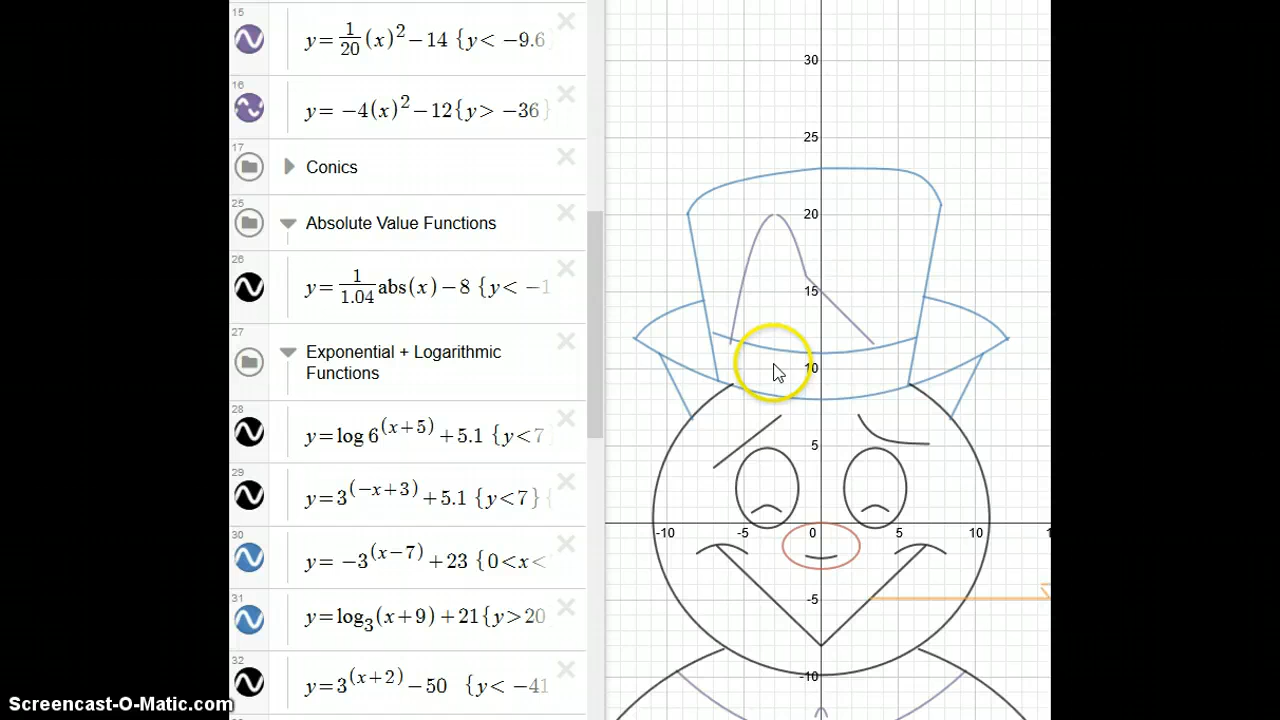 15
y = 1/20 (x)^2 − 14 {y < −9.6
16
y = −4(x)^2 − 12{y > −36
17
Conics
25
Absolute Value Functions
26
y = 1/1.04 abs(x) − 8 {y < −1
27
Exponential + Logarithmic
Functions
28
y = log 6^(x+5) + 5.1 {y < 7
29
y = 3^(−x+3) + 5.1 {y < 7} {
30
y = −3^(x−7) + 23 {0 < x <
31
y = log_3(x + 9) + 21{y > 20
32
y = 3^(x+2) − 50 {y < −41
30
25
20
15
10
5
-10 -5 0 5 10
-5
-10
Screencast-O-Matic.com